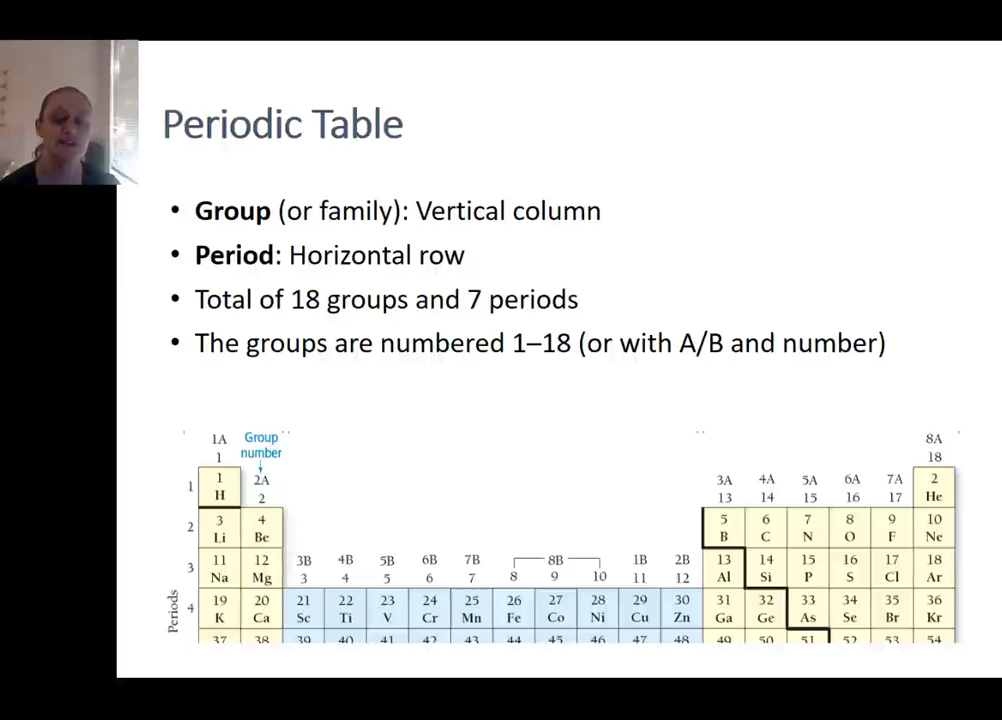 Periodic Table
• Group (or family): Vertical column
• Period: Horizontal row
• Total of 18 groups and 7 periods
• The groups are numbered 1–18 (or with A/B and number)
1A Group 8A
1 number 18
1 1 2A 3A 4A 5A 6A 7A 2
H 2 13 14 15 16 17 He
2 3 4 5 6 7 8 9 10
Li Be B C N O F Ne
3 11 12 3B 4B 5B 6B 7B 8B 1B 2B 13 14 15 16 17 18
Na Mg 3 4 5 6 7 8 9 10 11 12 Al Si P S Cl Ar
Periods
4 19 20 21 22 23 24 25 26 27 28 29 30 31 32 33 34 35 36
K Ca Sc Ti V Cr Mn Fe Co Ni Cu Zn Ga Ge As Se Br Kr
37 38 39 40 41 42 43 44 45 46 47 48 49 50 51 52 53 54